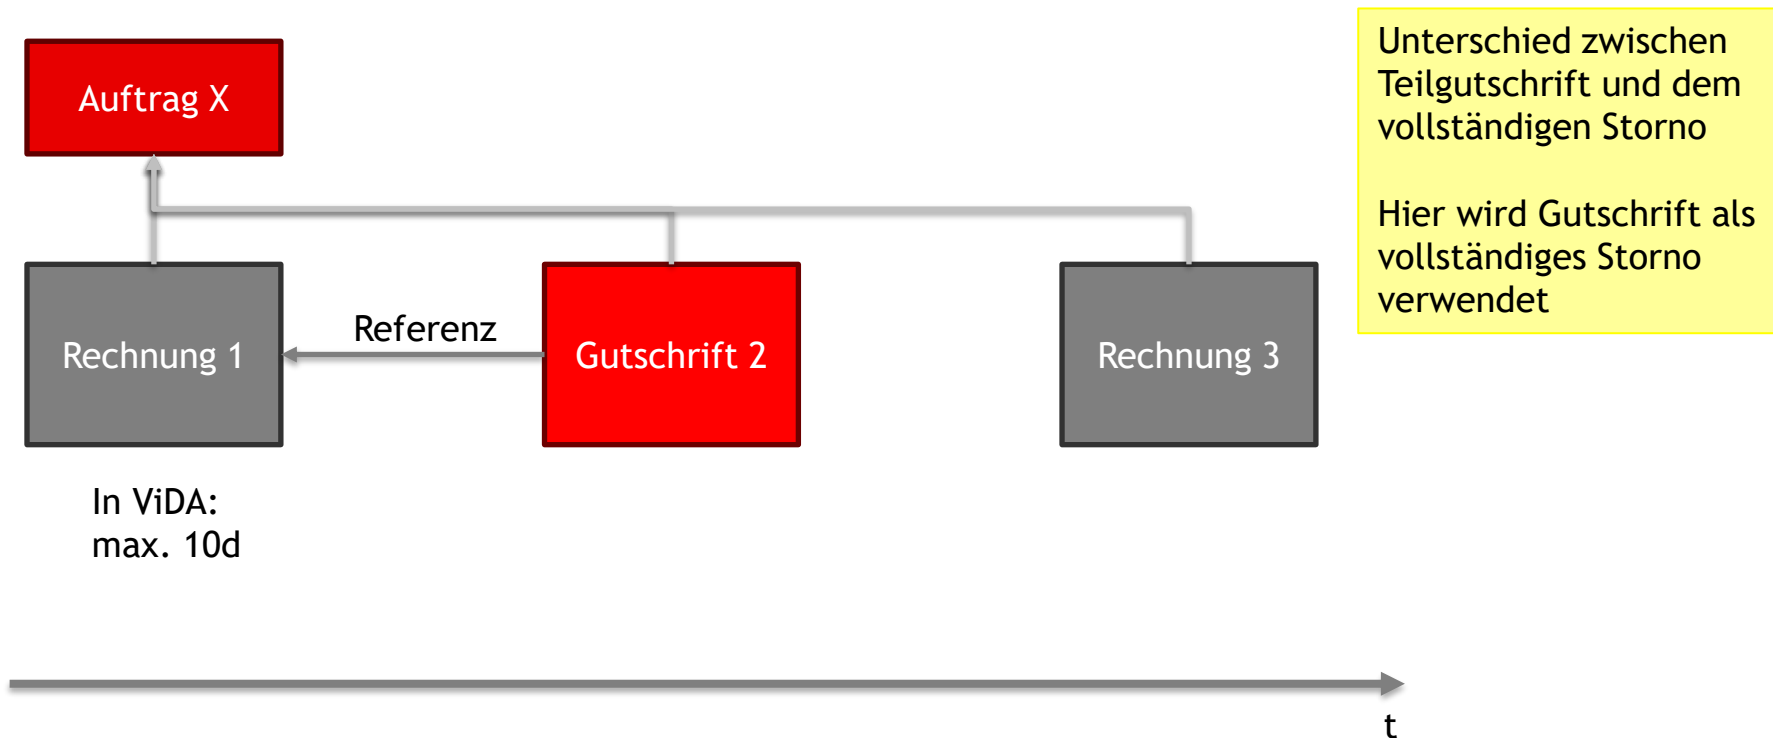 Auftrag X
Unterschied zwischen
Teilgutschrift und dem
vollständigen Storno
Hier wird Gutschrift als
vollständiges Storno
verwendet
Rechnung 1
Referenz
Gutschrift 2
Rechnung 3
In ViDA:
max. 10d
t